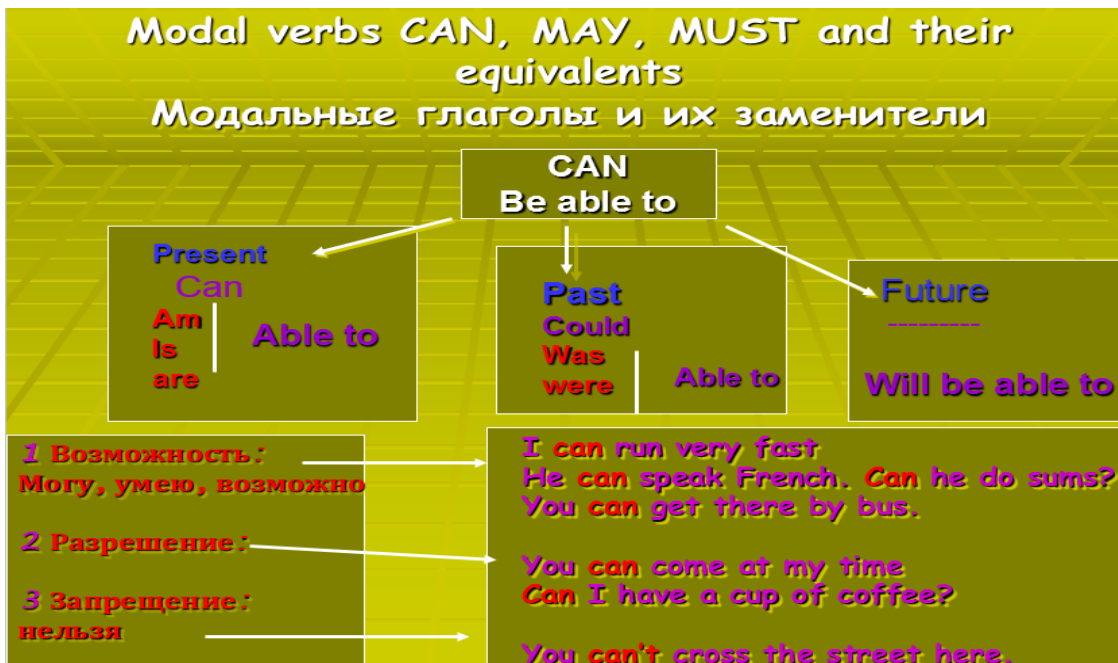 Modal verbs CAN, MAY, MUST and their
equivalents
Модальные глаголы и их заменители
CAN
Be able to
Present
Can
Am
Is
are
Able to
Past
Could
Was
were
Able to
Future
---------
Will be able to
1 Возможность:
Могу, умею, возможно
2 Разрешение:
3 Запрещение:
нельзя
I can run very fast
He can speak French. Can he do sums?
You can get there by bus.
You can come at my time
Can I have a cup of coffee?
You can't cross the street here.